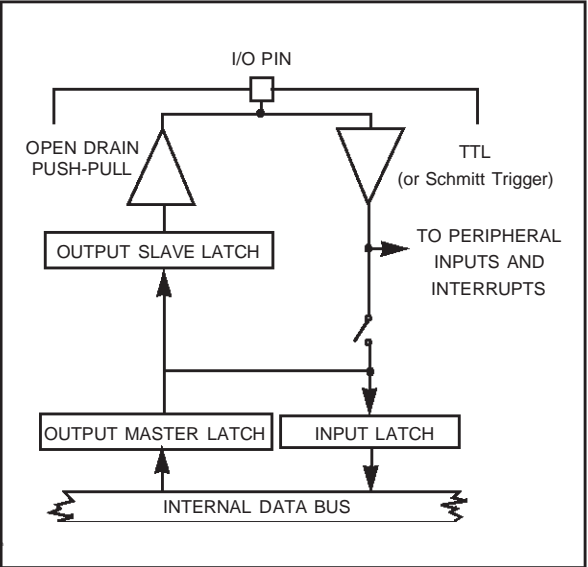 I/O PIN
OPEN DRAIN
PUSH-PULL
TTL
(or Schmitt Trigger)
TO PERIPHERAL
INPUTS AND
INTERRUPTS
OUTPUT SLAVE LATCH
OUTPUT MASTER LATCH
INPUT LATCH
INTERNAL DATA BUS